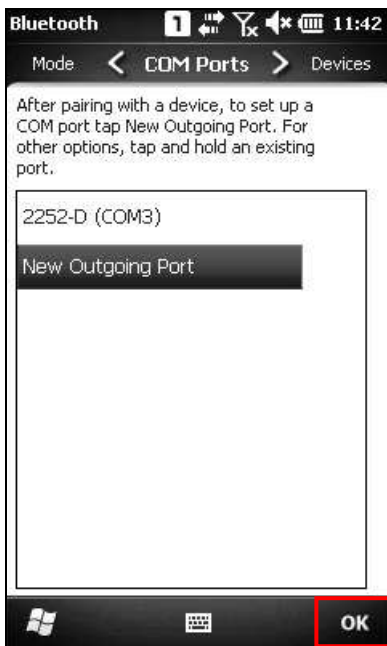 Bluetooth 1 11:42
Mode < COM Ports > Devices
After pairing with a device, to set up a
COM port tap New Outgoing Port. For
other options, tap and hold an existing
port.
2252-D (COM3)
New Outgoing Port
OK